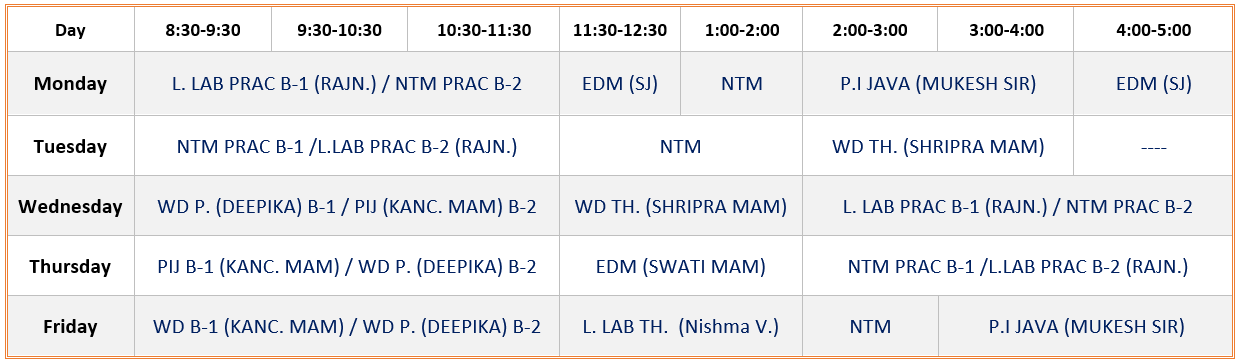 Day 8:30-9:30 9:30-10:30 10:30-11:30 11:30-12:30 1:00-2:00 2:00-3:00 3:00-4:00 4:00-5:00
Monday L. LAB PRAC B-1 (RAJN.) / NTM PRAC B-2 EDM (SJ) NTM P.I JAVA (MUKESH SIR) EDM (SJ)
Tuesday NTM PRAC B-1 /L.LAB PRAC B-2 (RAJN.) NTM WD TH. (SHRIPRA MAM) ----
Wednesday WD P. (DEEPIKA) B-1 / PIJ (KANC. MAM) B-2 WD TH. (SHRIPRA MAM) L. LAB PRAC B-1 (RAJN.) / NTM PRAC B-2
Thursday PIJ B-1 (KANC. MAM) / WD P. (DEEPIKA) B-2 EDM (SWATI MAM) NTM PRAC B-1 /L.LAB PRAC B-2 (RAJN.)
Friday WD B-1 (KANC. MAM) / WD P. (DEEPIKA) B-2 L. LAB TH. (Nishma V.) NTM P.I JAVA (MUKESH SIR)